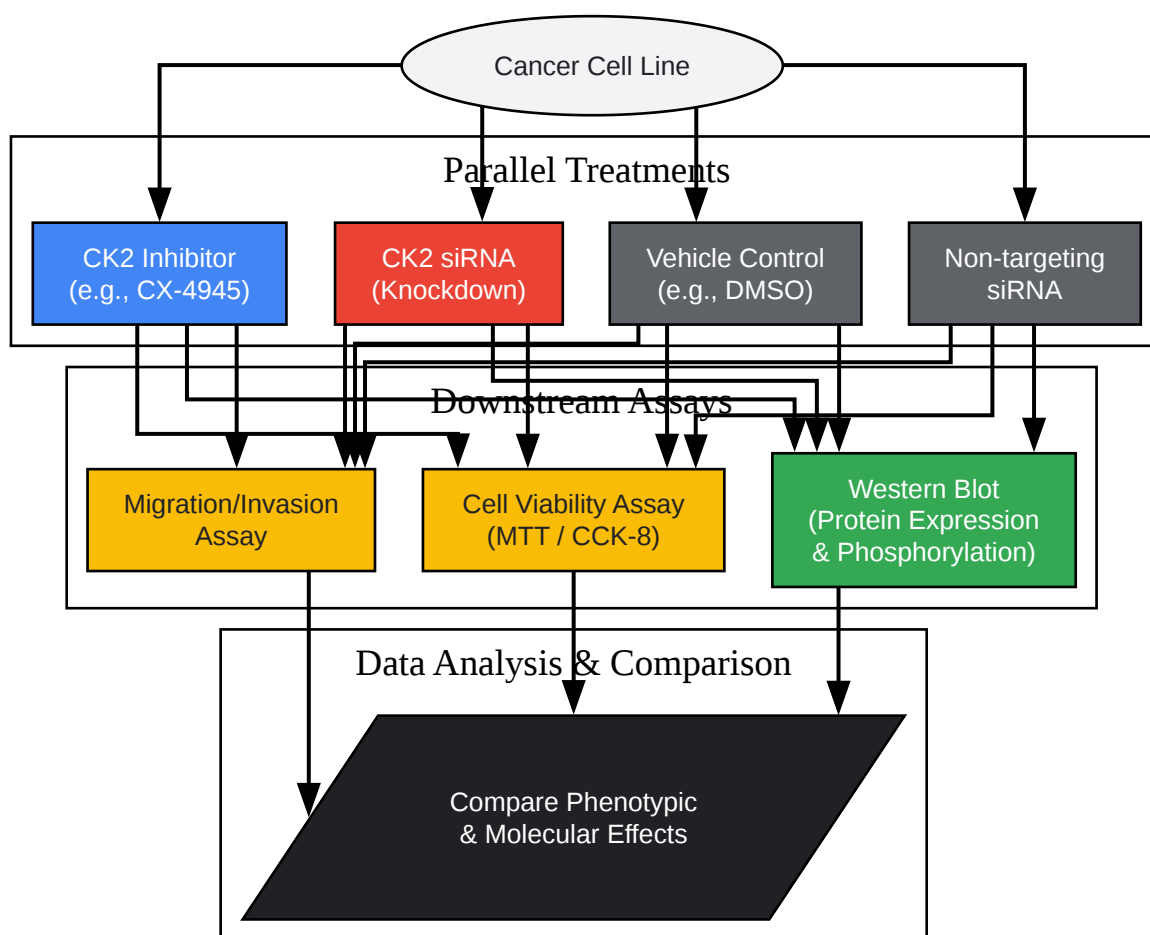 Cancer Cell Line
Parallel Treatments
CK2 Inhibitor
(e.g., CX-4945)
CK2 siRNA
(Knockdown)
Vehicle Control
(e.g., DMSO)
Non-targeting
siRNA
Downstream Assays
Migration/Invasion
Assay
Cell Viability Assay
(MTT / CCK-8)
Western Blot
(Protein Expression
& Phosphorylation)
Data Analysis & Comparison
Compare Phenotypic
& Molecular Effects